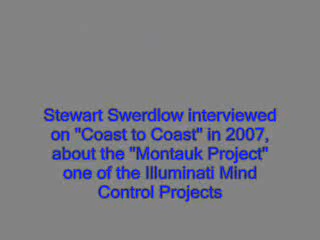 Stewart Swerdlow interviewed
on "Coast to Coast" in 2007,
about the "Montauk Project"
one of the Illuminati Mind
Control Projects